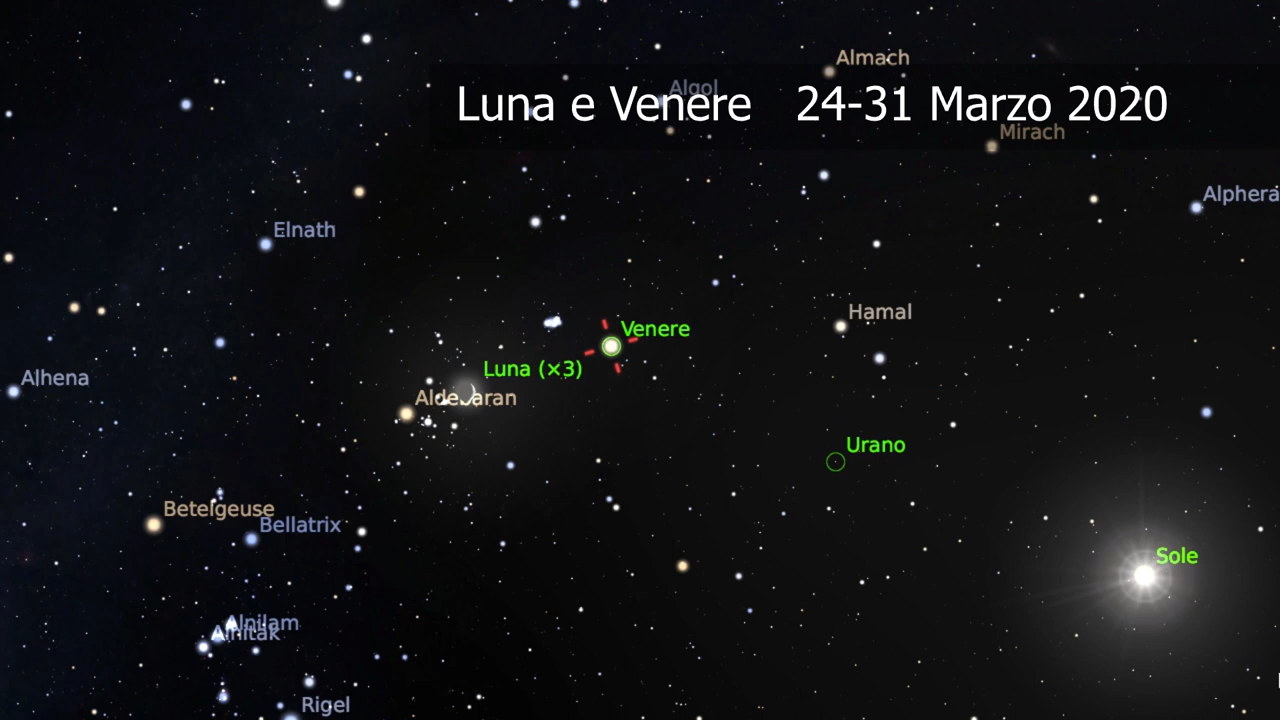 Almach
Algol
Luna e Venere 24-31 Marzo 2020
Mirach
Alphera
Elnath
Hamal
Venere
Luna (×3)
Alhena
Aldebaran
Urano
Betelgeuse
Bellatrix
Sole
Alnilam
Alnitak
Rigel